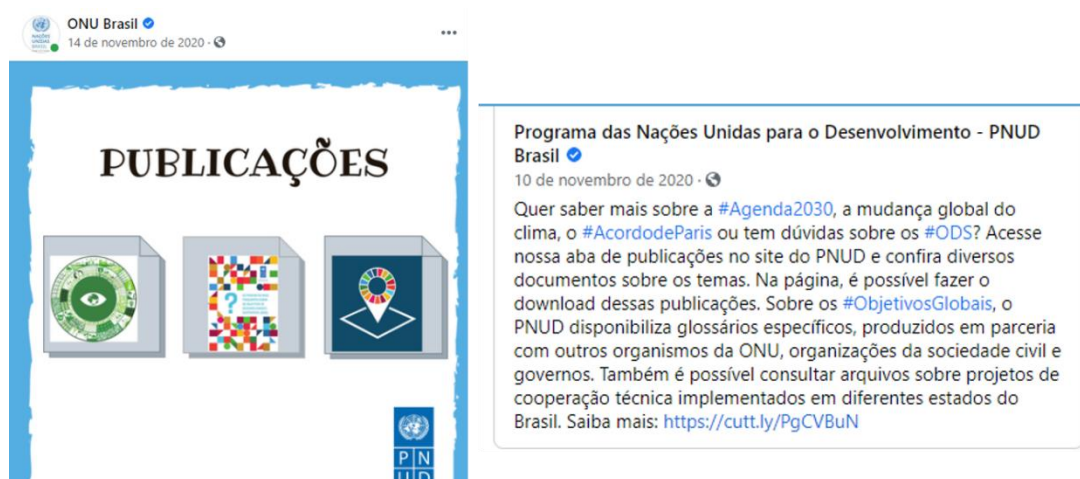 ONU Brasil
14 de novembro de 2020 ·
PUBLICAÇÕES
?
P N
U D
Programa das Nações Unidas para o Desenvolvimento - PNUD
Brasil
10 de novembro de 2020 ·
Quer saber mais sobre a #Agenda2030, a mudança global do
clima, o #AcordodeParis ou tem dúvidas sobre os #ODS? Acesse
nossa aba de publicações no site do PNUD e confira diversos
documentos sobre os temas. Na página, é possível fazer o
download dessas publicações. Sobre os #ObjetivosGlobais, o
PNUD disponibiliza glossários específicos, produzidos em parceria
com outros organismos da ONU, organizações da sociedade civil e
governos. Também é possível consultar arquivos sobre projetos de
cooperação técnica implementados em diferentes estados do
Brasil. Saiba mais: https://cutt.ly/PgCVBuN